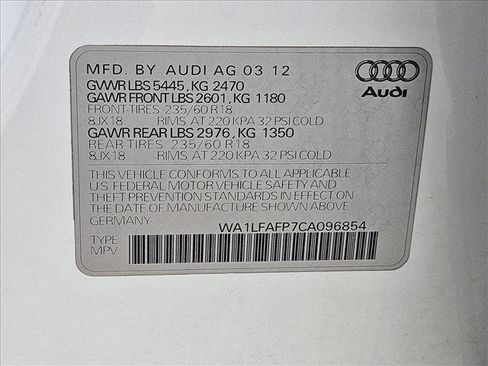 MFD. BY AUDI AG 03 12
GVWR LBS 5445, KG 2470
GAWR FRONT LBS 2601, KG 1180
FRONT-TIRES 235/60 R18
8JX18 RIMS AT 220 KPA 32 PSI COLD
GAWR REAR LBS 2976, KG 1350
REAR-TIRES 235/60 R18
8JX18 RIMS AT 220 KPA 32 PSI COLD
THIS VEHICLE CONFORMS TO ALL APPLICABLE
U.S. FEDERAL MOTOR VEHICLE SAFETY AND
THEFT PREVENTION STANDARDS IN EFFECT ON
THE DATE OF MANUFACTURE SHOWN ABOVE
GERMANY WA1LFAFP7CA096854
TYPE
MPV
Audi